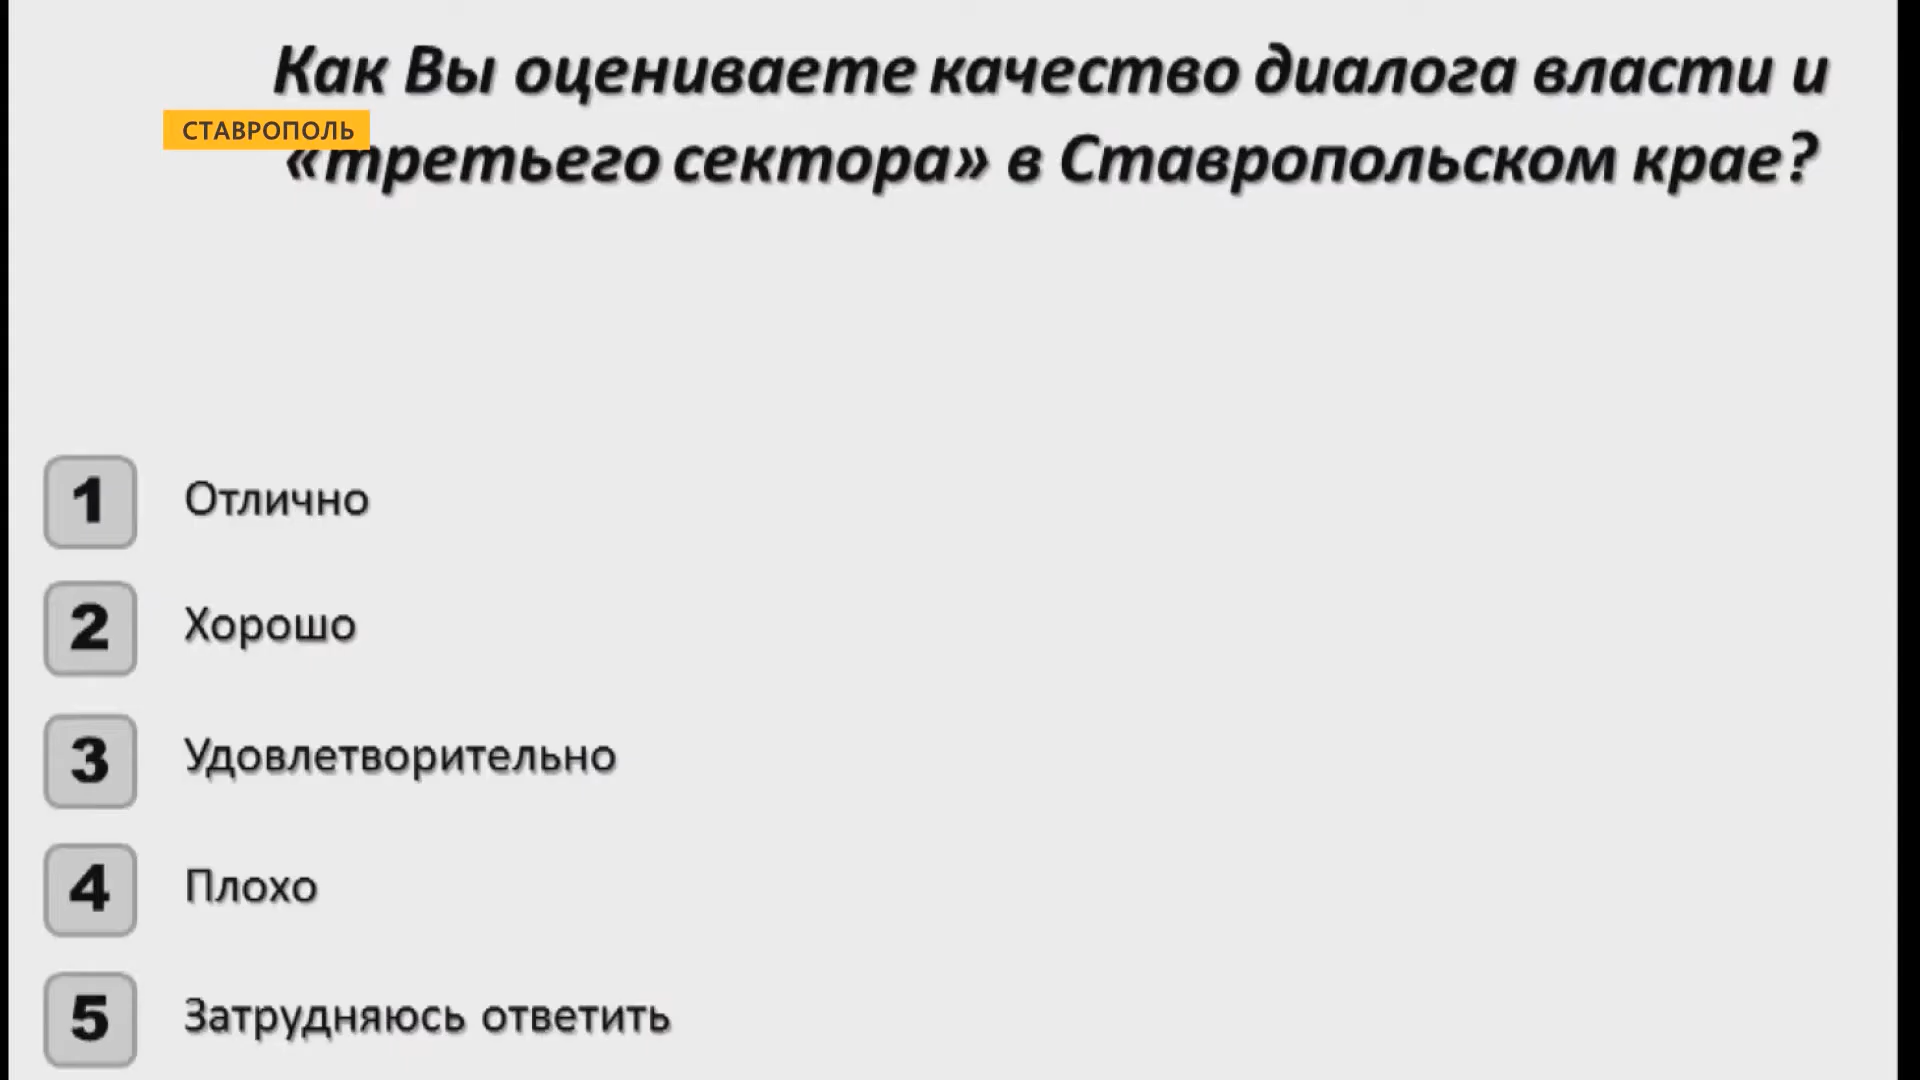 Как Вы оцениваете качество диалога власти и
СТАВРОПОЛЬ
«третьего сектора» в Ставропольском крае?
1 Отлично
2 Хорошо
3 Удовлетворительно
4 Плохо
5 Затрудняюсь ответить